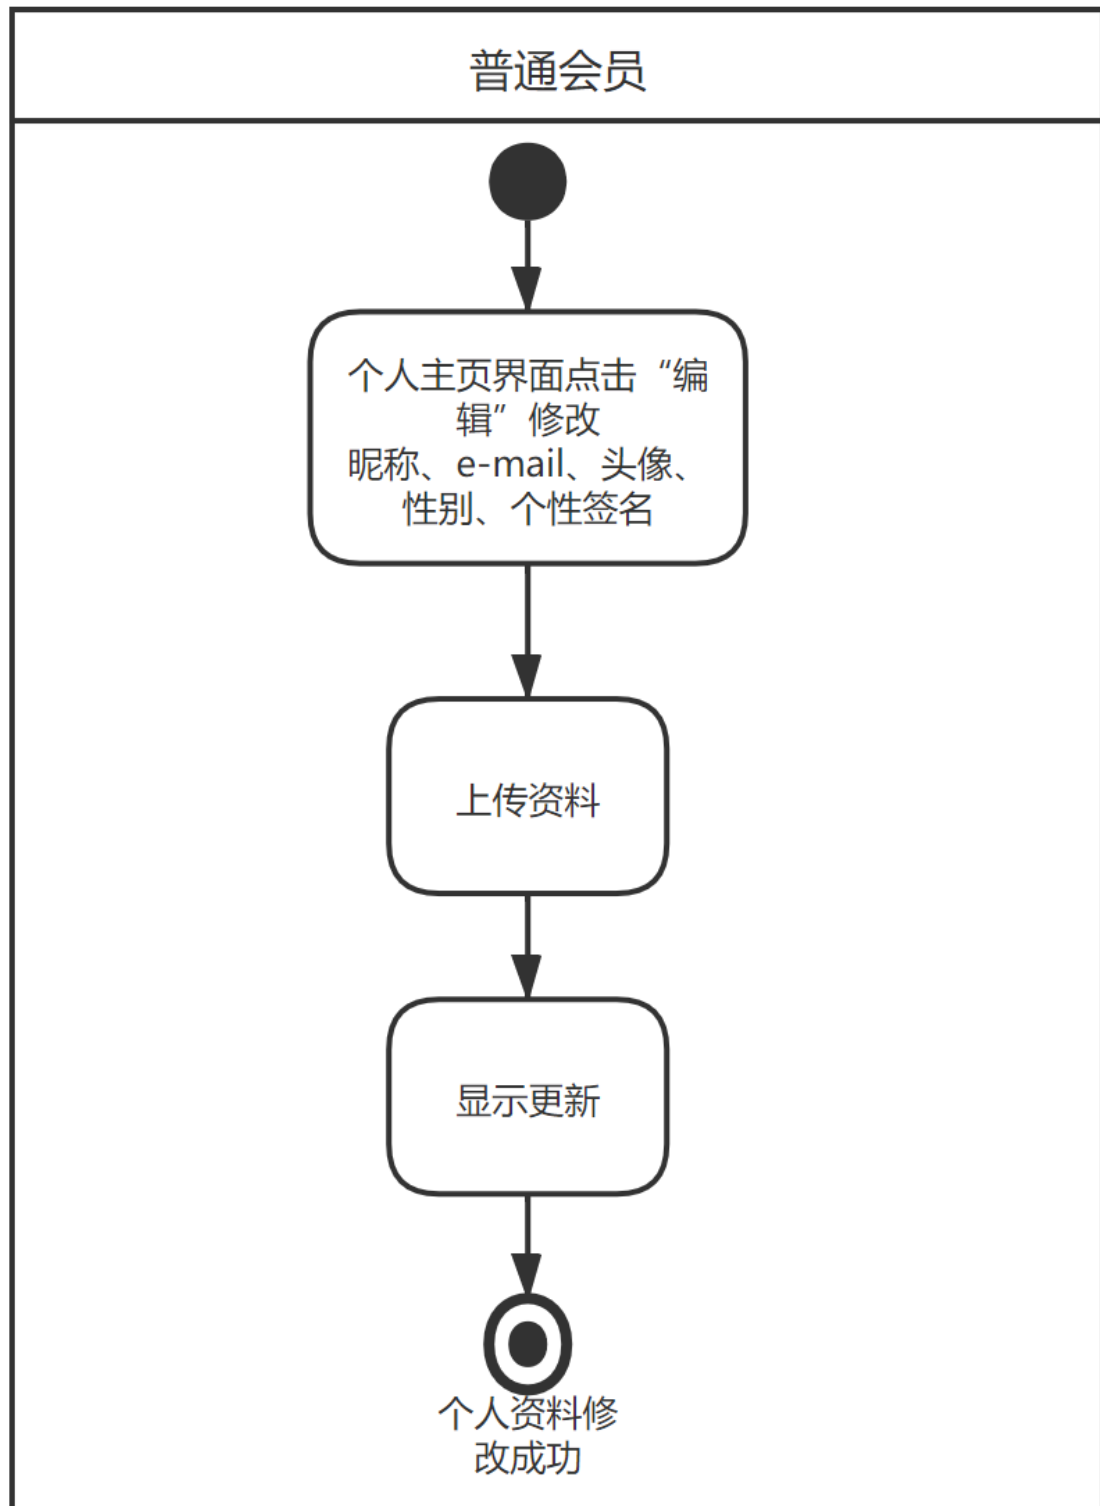 普通会员
个人主页界面点击“编
辑”修改
昵称、e-mail、头像、
性别、个性签名
上传资料
显示更新
个人资料修
改成功